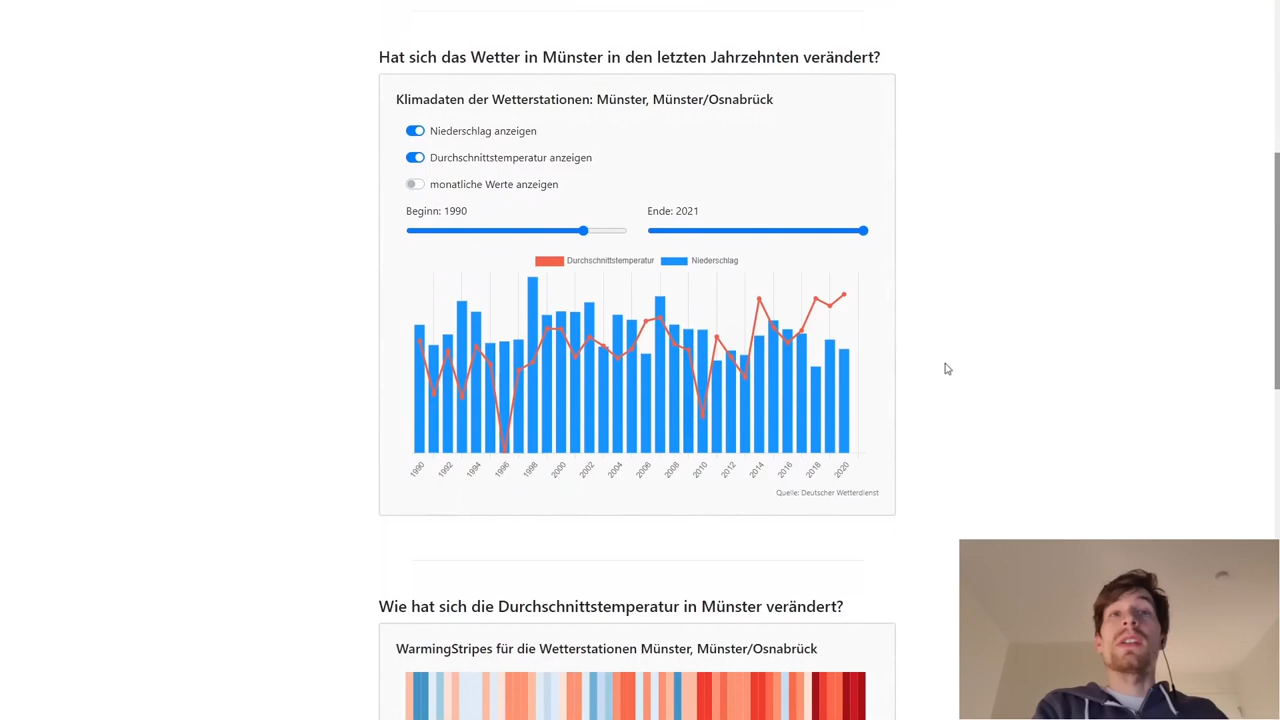 Hat sich das Wetter in Münster in den letzten Jahrzehnten verändert?
Klimadaten der Wetterstationen: Münster, Münster/Osnabrück
Niederschlag anzeigen
Durchschnittstemperatur anzeigen
monatliche Werte anzeigen
Beginn: 1990 Ende: 2021
Durchschnittstemperatur Niederschlag
1990 1992 1994 1996 1998 2000 2002 2004 2006 2008 2010 2012 2014 2016 2018 2020
Quelle: Deutscher Wetterdienst
Wie hat sich die Durchschnittstemperatur in Münster verändert?
WarmingStripes für die Wetterstationen Münster, Münster/Osnabrück